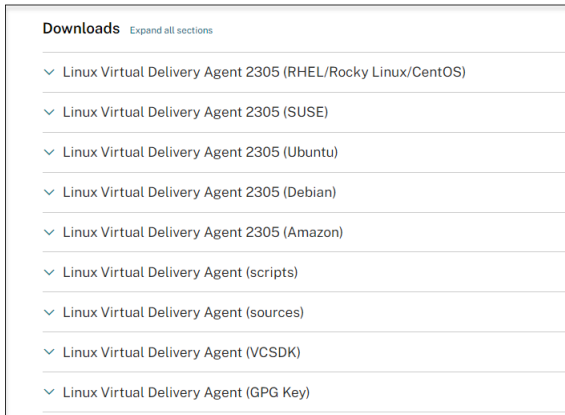 Downloads Expand all sections
Linux Virtual Delivery Agent 2305 (RHEL/Rocky Linux/CentOS)
Linux Virtual Delivery Agent 2305 (SUSE)
Linux Virtual Delivery Agent 2305 (Ubuntu)
Linux Virtual Delivery Agent 2305 (Debian)
Linux Virtual Delivery Agent 2305 (Amazon)
Linux Virtual Delivery Agent (scripts)
Linux Virtual Delivery Agent (sources)
Linux Virtual Delivery Agent (VCSDK)
Linux Virtual Delivery Agent (GPG Key)